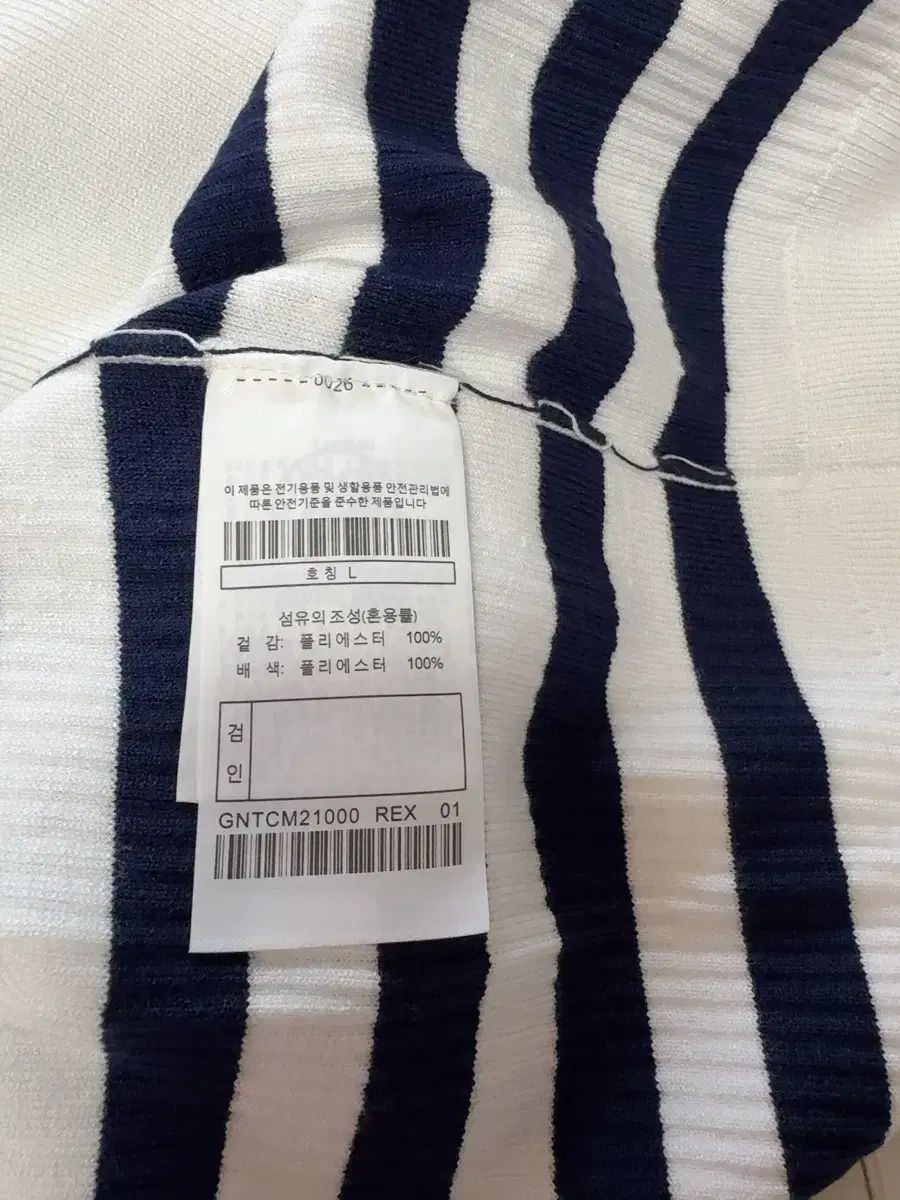 0026
이 제품은 전기용품 및 생활용품 안전관리법에
따른 안전기준을 준수한 제품입니다
호칭 L
섬유의 조성(혼용률)
겉 감: 폴리에스터 100%
배 색: 폴리에스터 100%
검
인
GNTCM21000 REX 01